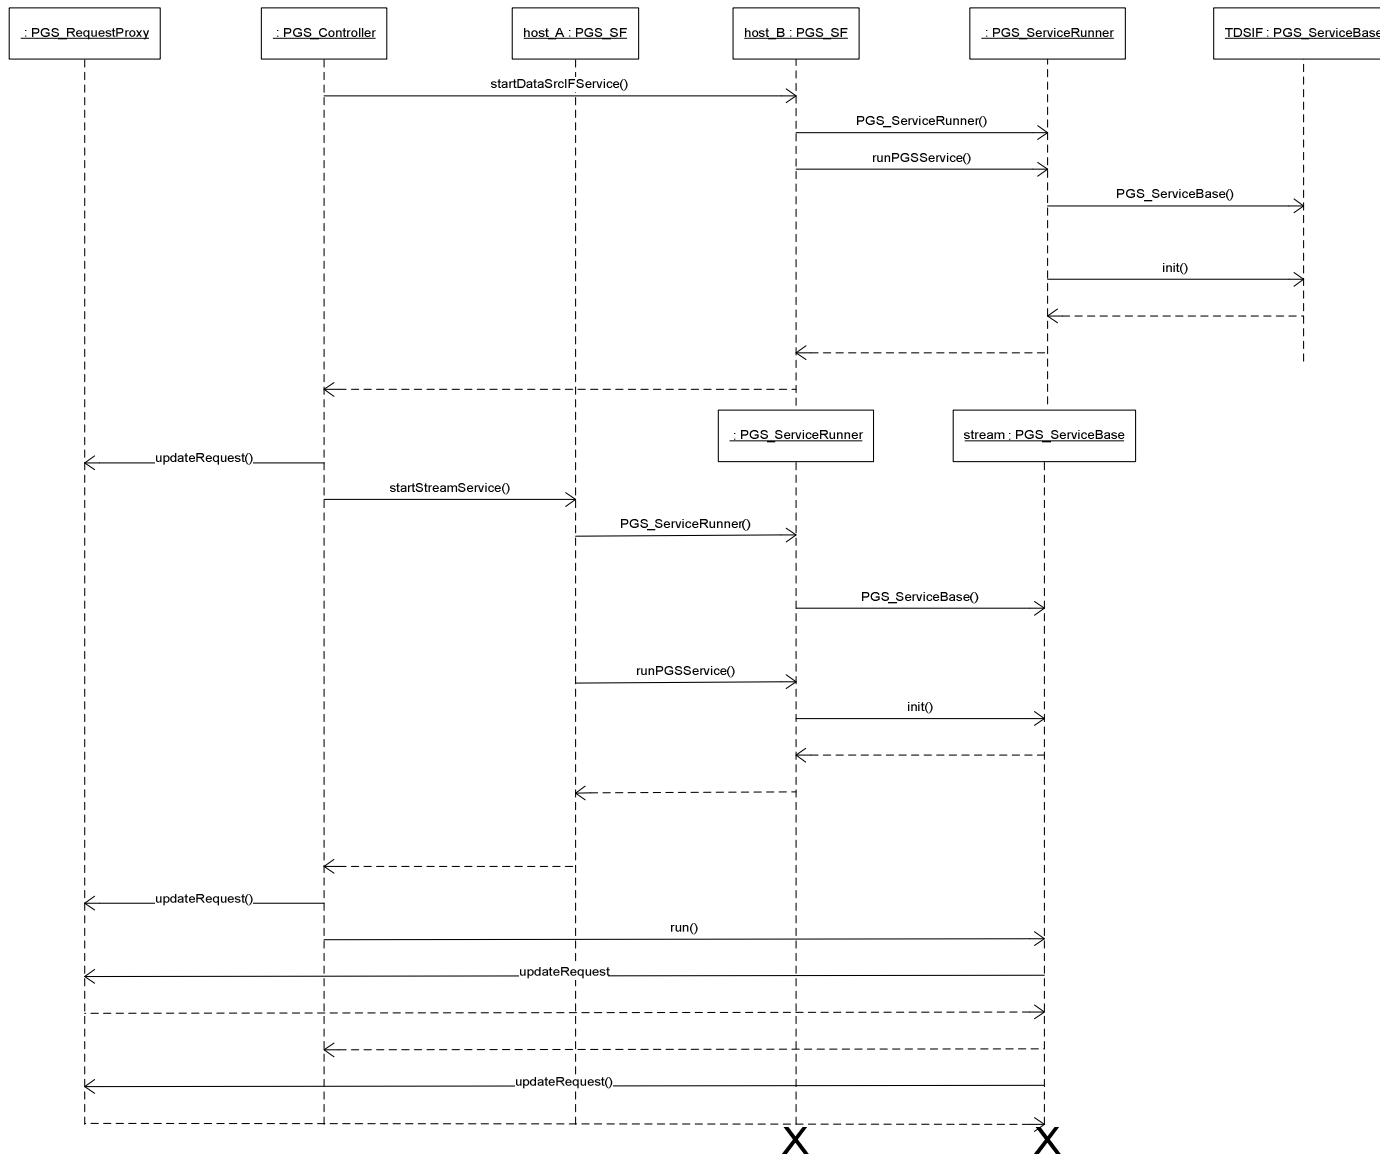 : PGS_RequestProxy
: PGS_Controller
host_A : PGS_SF
host_B : PGS_SF
: PGS_ServiceRunner
TDSIF : PGS_ServiceBase
startDataSrcIFService()
PGS_ServiceRunner()
runPGSService()
PGS_ServiceBase()
init()
: PGS_ServiceRunner
stream : PGS_ServiceBase
updateRequest()
startStreamService()
PGS_ServiceRunner()
PGS_ServiceBase()
runPGSService()
init()
updateRequest()
run()
updateRequest
updateRequest()
X
X